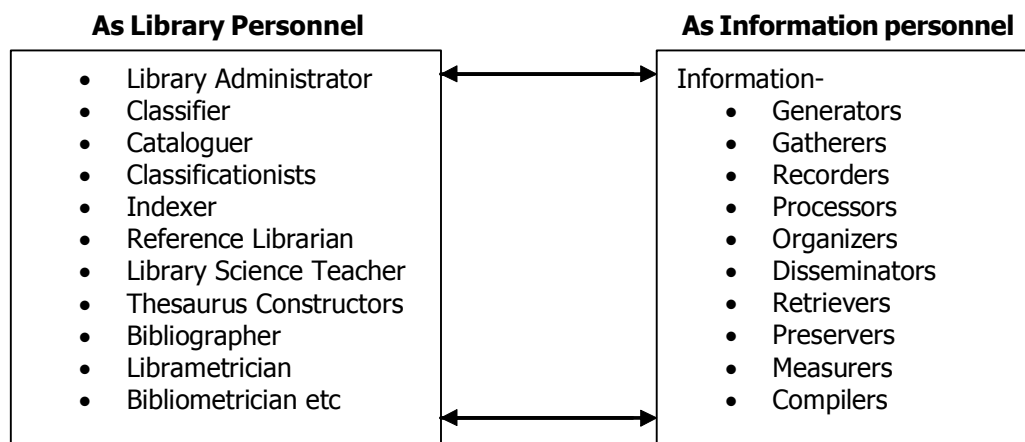 As Library Personnel
• Library Administrator
• Classifier
• Cataloguer
• Classificationists
• Indexer
• Reference Librarian
• Library Science Teacher
• Thesaurus Constructors
• Bibliographer
• Librametrician
• Bibliometrician etc
As Information personnel
Information-
• Generators
• Gatherers
• Recorders
• Processors
• Organizers
• Disseminators
• Retrievers
• Preservers
• Measurers
• Compilers